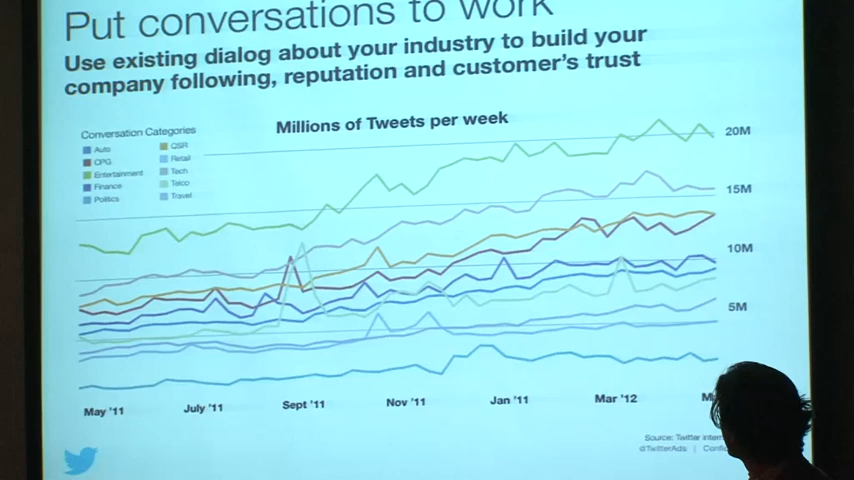 Put conversations to work
Use existing dialog about your industry to build your
company following, reputation and customer's trust
Millions of Tweets per week
Conversation Categories
Auto
CPG
Entertainment
Finance
Politics
QSR
Retail
Tech
Telco
Travel
20M
15M
10M
5M
May '11
July '11
Sept '11
Nov '11
Jan '11
Mar '12
Source: Twitter
@TwitterAds |